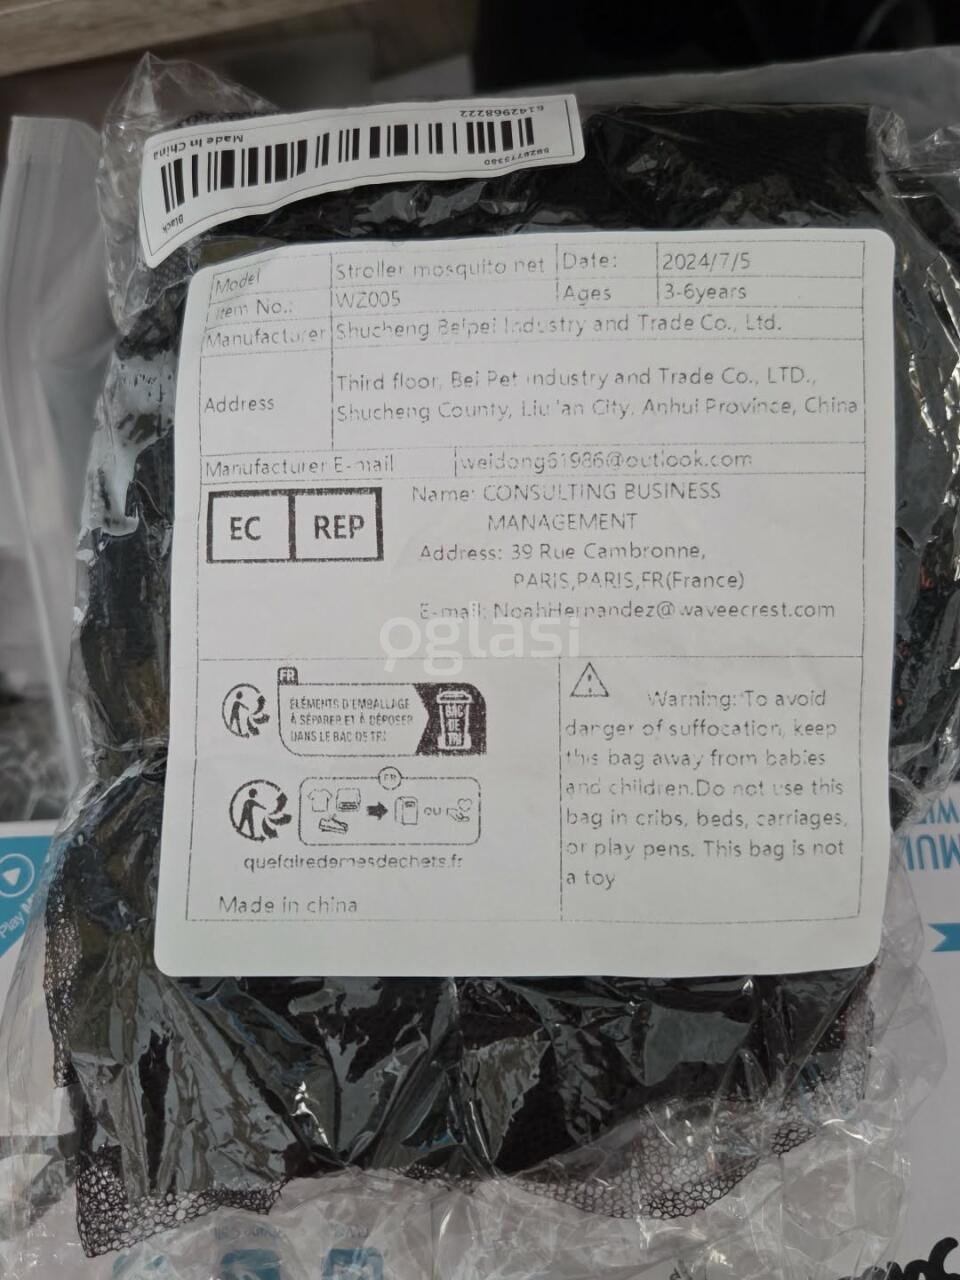 6142968222
Made in China
5828773380
Black
Model
Stroller mosquito net
Date:
2024/7/5
Item No.:
WZ005
Ages
3-6years
Manufacturer
Shucheng Beipei Industry and Trade Co., Ltd.
Address
Third floor, Bei Pet industry and Trade Co., LTD.,
Shucheng County, Liu'an City, Anhui Province, China
Manufacturer E-mail
jweidong61986@outlook.com
EC REP
Name: CONSULTING BUSINESS
MANAGEMENT
Address: 39 Rue Cambronne,
PARIS,PARIS,FR(France)
E-mail: NoahHernandez@waveecrest.com
oglasi
FR
ÉLÉMENTS D'EMBALLAGE
À SÉPARER ET À DÉPOSER
DANS LE BAC DE TRI
BAC
DE
TRI
FR
OU
quefairedemesdechets.fr
Made in china
Warning: To avoid
danger of suffocation, keep
this bag away from babies
and children.Do not use this
bag in cribs, beds, carriages,
or play pens. This bag is not
a toy
Play